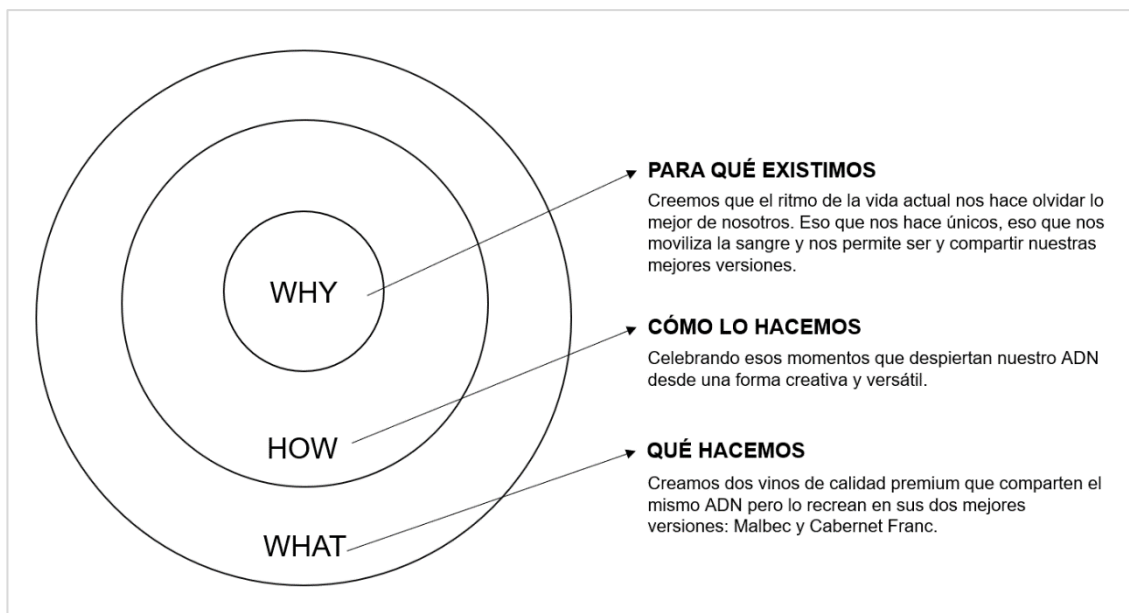 WHY
HOW
WHAT
PARA QUÉ EXISTIMOS
Creemos que el ritmo de la vida actual nos hace olvidar lo
mejor de nosotros. Eso que nos hace únicos, eso que nos
moviliza la sangre y nos permite ser y compartir nuestras
mejores versiones.
CÓMO LO HACEMOS
Celebrando esos momentos que despiertan nuestro ADN
desde una forma creativa y versátil.
QUÉ HACEMOS
Creamos dos vinos de calidad premium que comparten el
mismo ADN pero lo recrean en sus dos mejores
versiones: Malbec y Cabernet Franc.